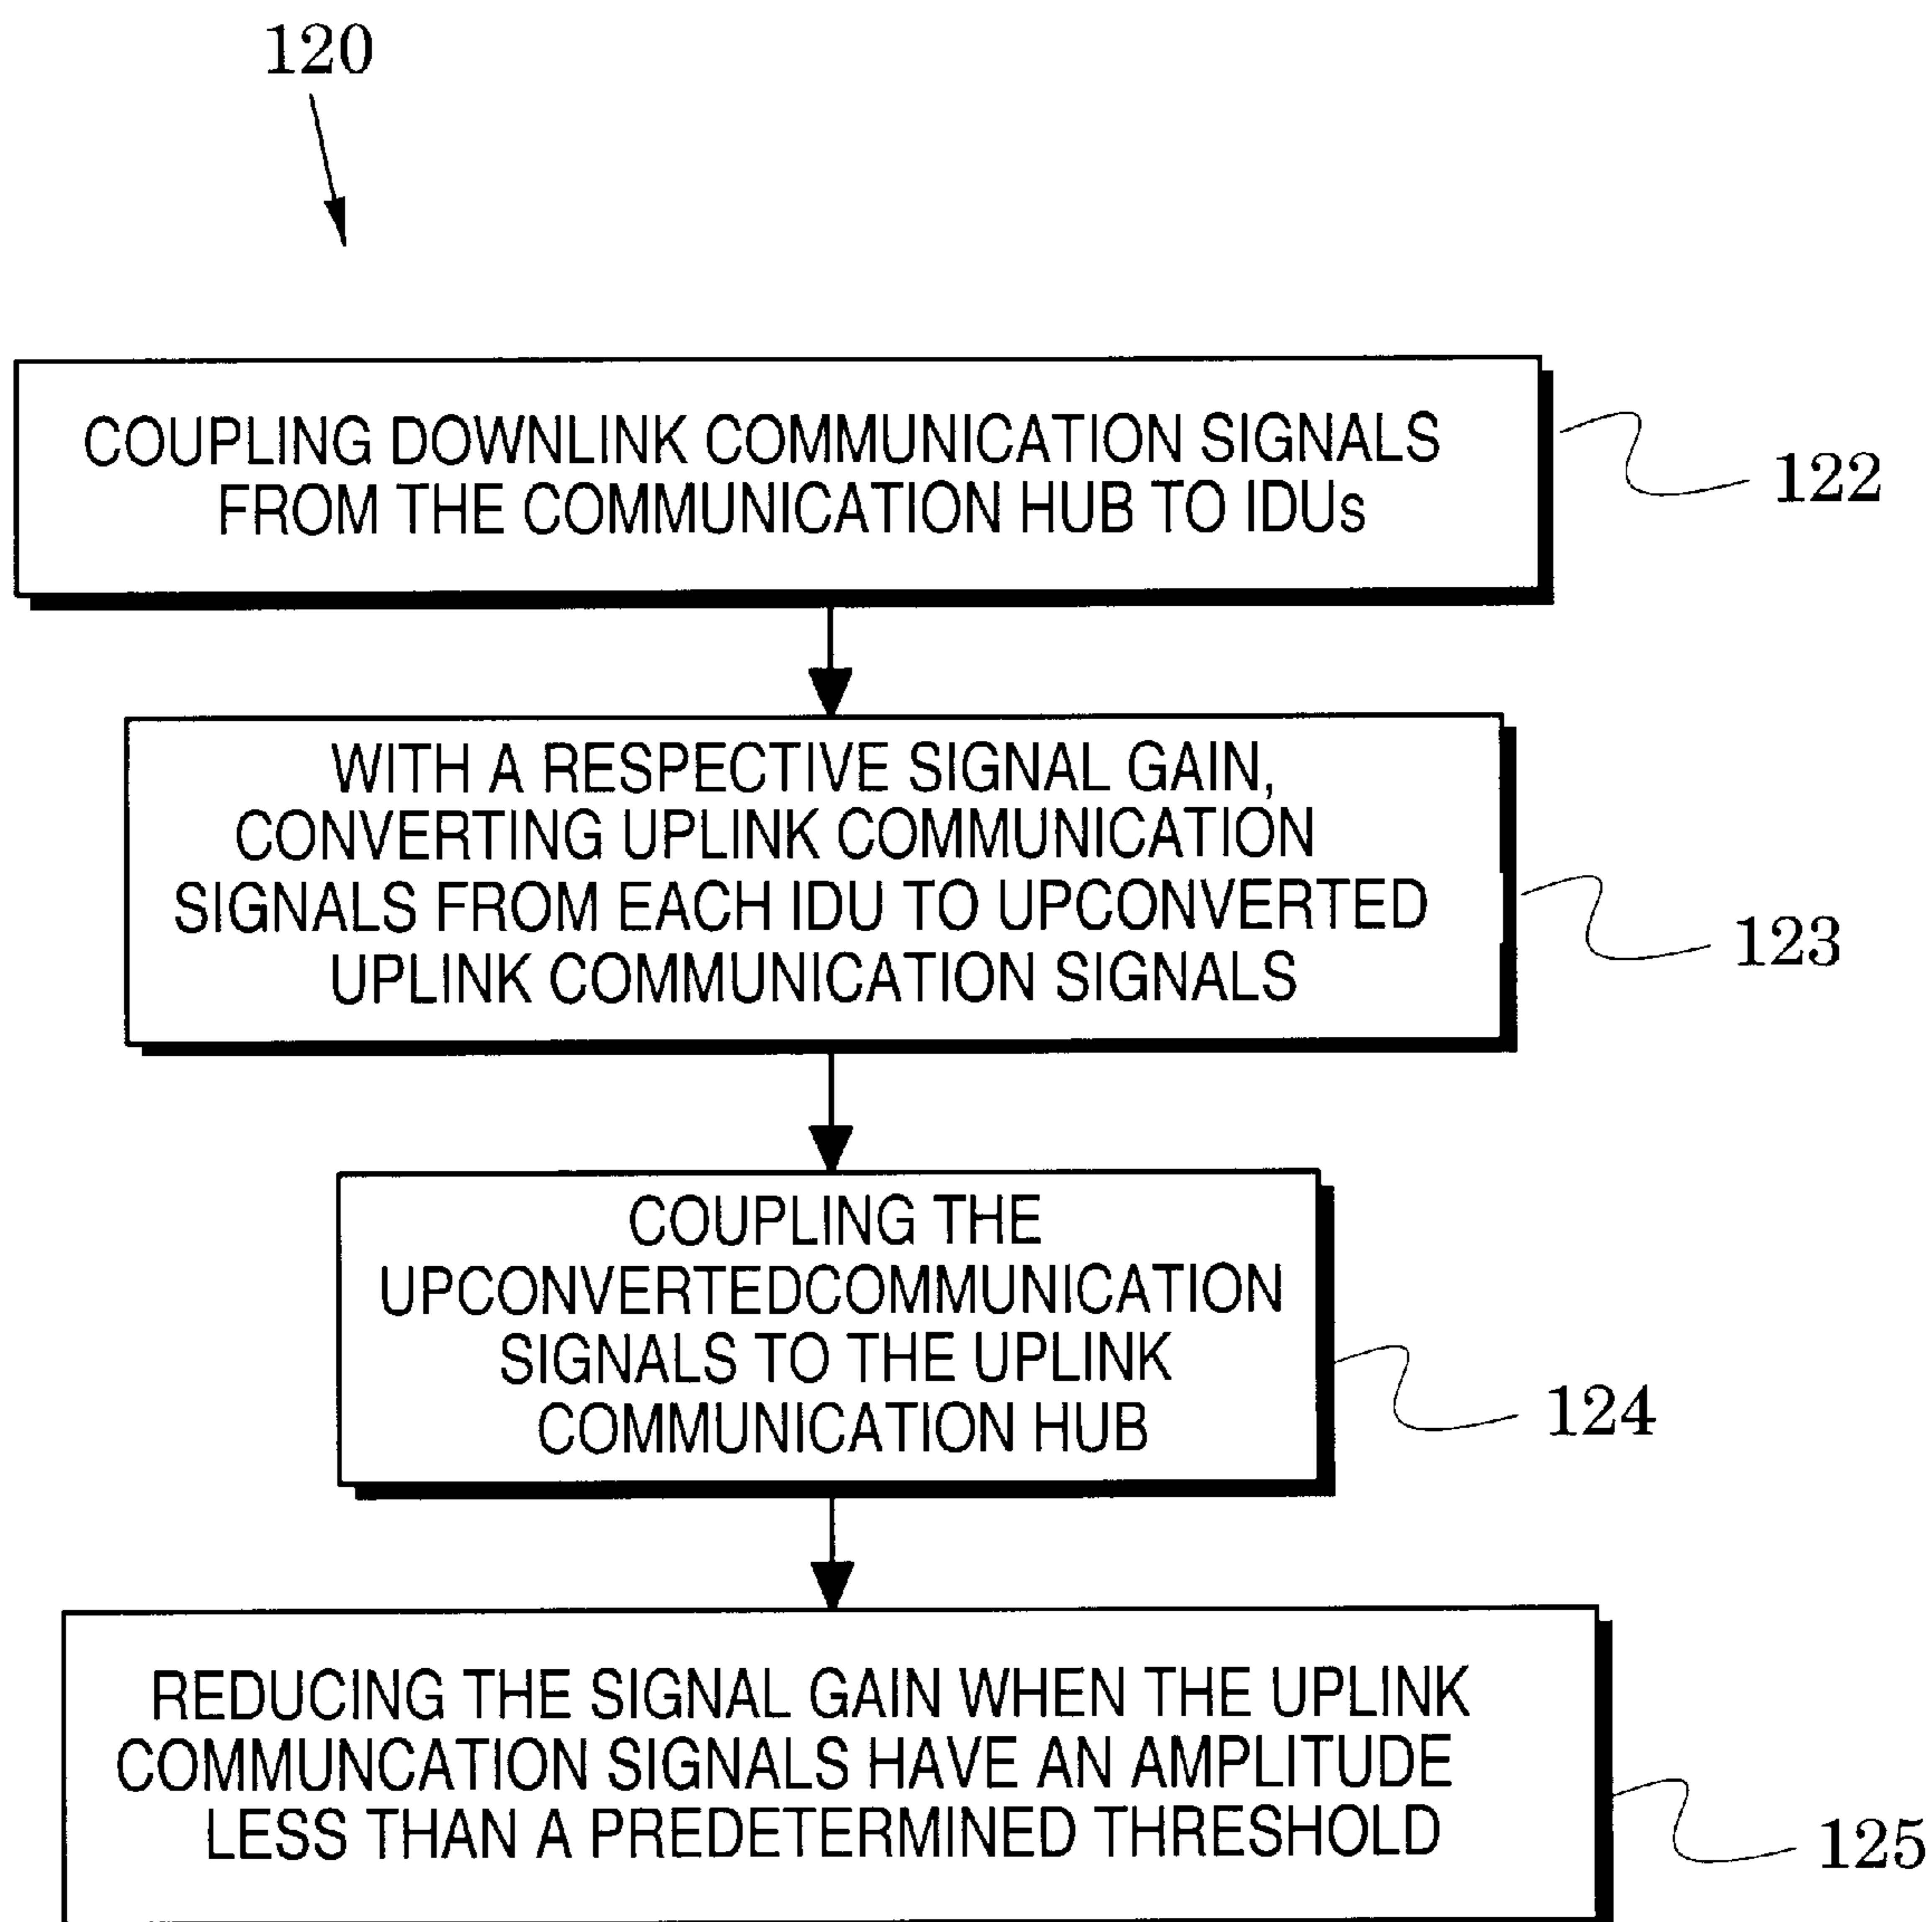 120
COUPLING DOWNLINK COMMUNICATION SIGNALS
FROM THE COMMUNICATION HUB TO IDUs
122
WITH A RESPECTIVE SIGNAL GAIN,
CONVERTING UPLINK COMMUNICATION
SIGNALS FROM EACH IDU TO UPCONVERTED
UPLINK COMMUNICATION SIGNALS
123
COUPLING THE
UPCONVERTEDCOMMUNICATION
SIGNALS TO THE UPLINK
COMMUNICATION HUB
124
REDUCING THE SIGNAL GAIN WHEN THE UPLINK
COMMUNCATION SIGNALS HAVE AN AMPLITUDE
LESS THAN A PREDETERMINED THRESHOLD
125